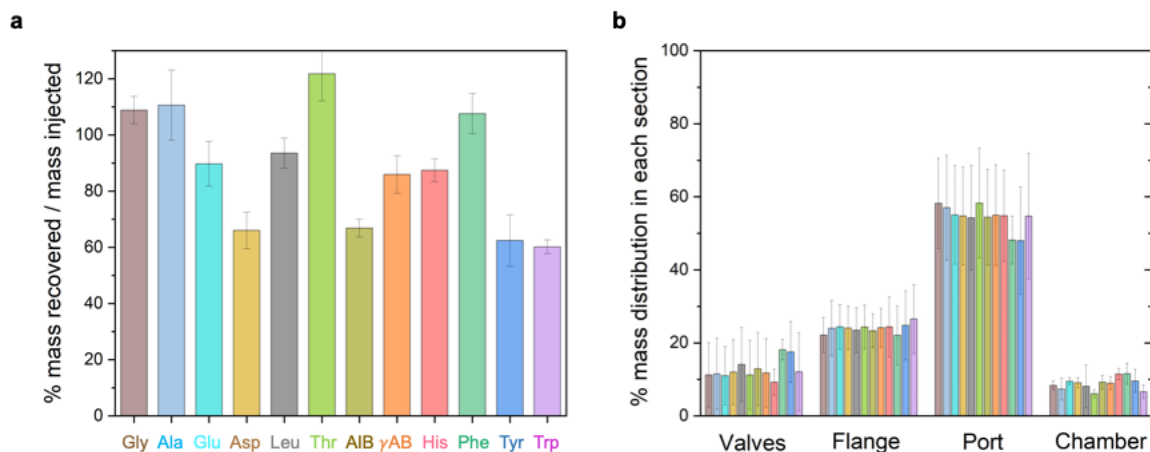 a
% mass recovered / mass injected
120
100
80
60
40
20
0
Gly Ala Glu Asp Leu Thr AIB γAB His Phe Tyr Trp
b
% mass distribution in each section
100
80
60
40
20
0
Valves Flange Port Chamber